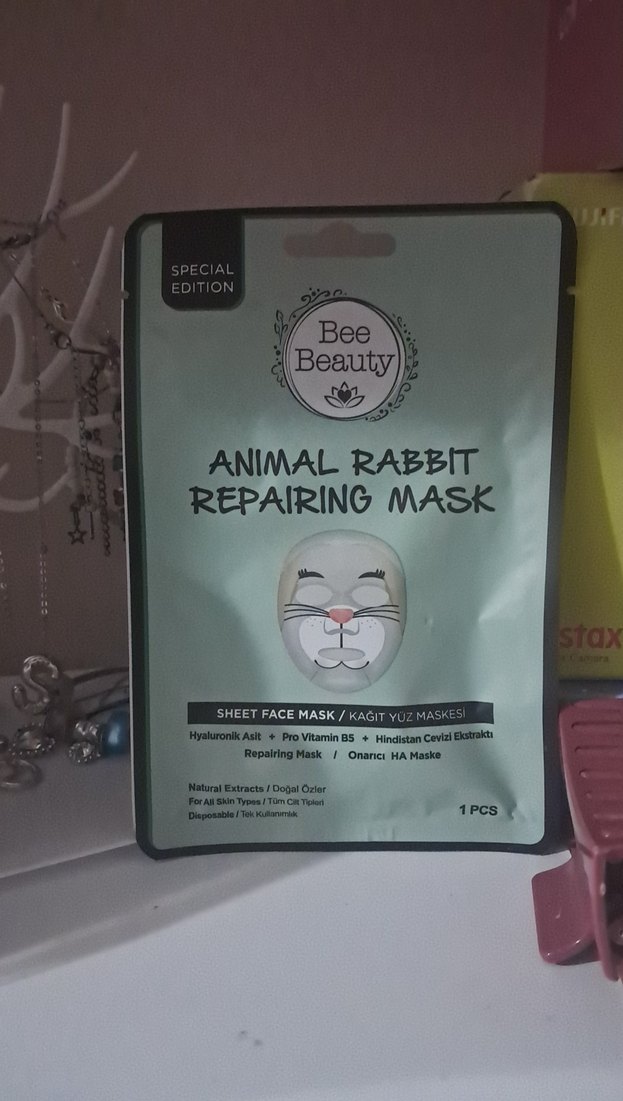 SPECIAL
EDITION
Bee
Beauty
ANIMAL RABBIT
REPAIRING MASK
SHEET FACE MASK / KAĞIT YÜZ MASKESİ
Hyaluronik Asit + Pro Vitamin B5 + Hindistan Cevizi Ekstraktı
Repairing Mask / Onarıcı HA Maske
Natural Extracts / Doğal Özler
For All Skin Types / Tüm Cilt Tipleri
Disposable / Tek Kullanımlık
1 PCS
stax
Camera